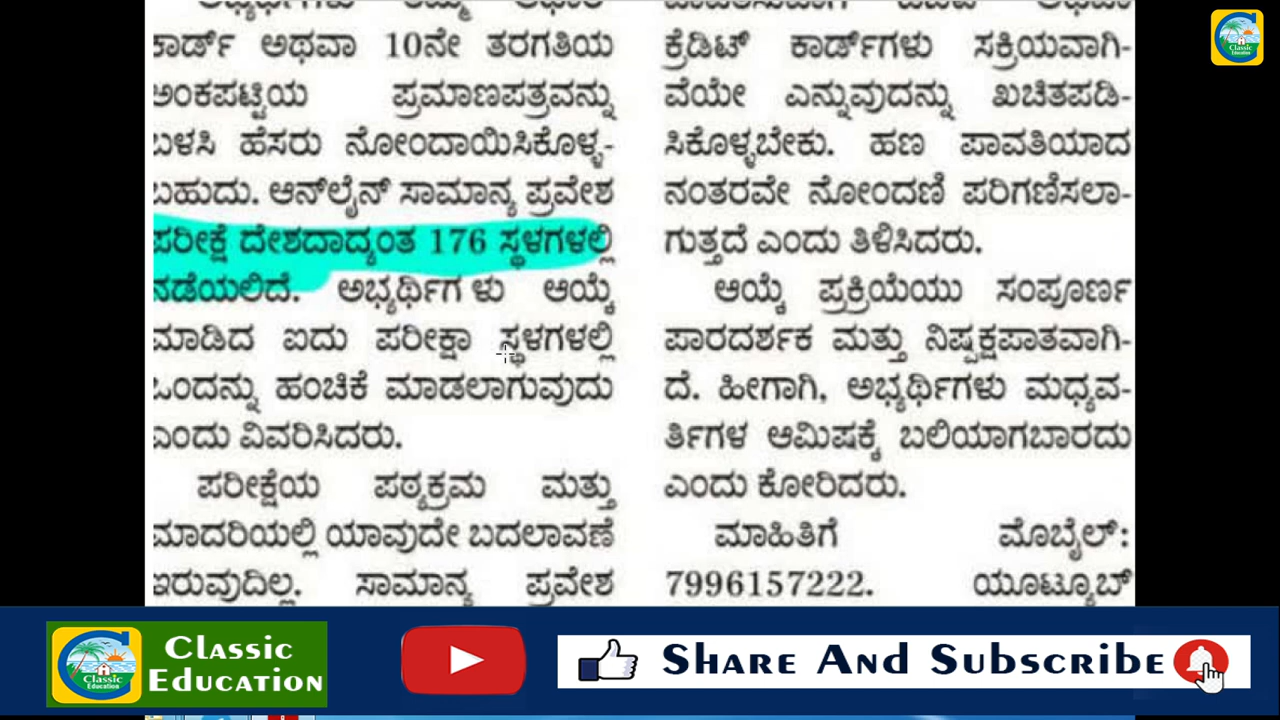 ಕಾರ್ಡ್ ಅಥವಾ 10ನೇ ತರಗತಿಯ
ಅಂಕಪಟ್ಟಿಯ ಪ್ರಮಾಣಪತ್ರವನ್ನು
ಬಳಸಿ ಹೆಸರು ನೋಂದಾಯಿಸಿಕೊಳ್ಳ-
ಬಹುದು. ಆನ್‌ಲೈನ್ ಸಾಮಾನ್ಯ ಪ್ರವೇಶ
ಪರೀಕ್ಷೆ ದೇಶದಾದ್ಯಂತ 176 ಸ್ಥಳಗಳಲ್ಲಿ
ನಡೆಯಲಿದೆ. ಅಭ್ಯರ್ಥಿಗಳು ಆಯ್ಕೆ
ಮಾಡಿದ ಐದು ಪರೀಕ್ಷಾ ಸ್ಥಳಗಳಲ್ಲಿ
ಒಂದನ್ನು ಹಂಚಿಕೆ ಮಾಡಲಾಗುವುದು
ಎಂದು ವಿವರಿಸಿದರು.
ಪರೀಕ್ಷೆಯ ಪಠ್ಯಕ್ರಮ ಮತ್ತು
ಮಾದರಿಯಲ್ಲಿ ಯಾವುದೇ ಬದಲಾವಣೆ
ಇರುವುದಿಲ್ಲ. ಸಾಮಾನ್ಯ ಪ್ರವೇಶ
ಕ್ರೆಡಿಟ್ ಕಾರ್ಡ್‌ಗಳು ಸಕ್ರಿಯವಾಗಿ-
ವೆಯೇ ಎನ್ನುವುದನ್ನು ಖಚಿತಪಡಿ-
ಸಿಕೊಳ್ಳಬೇಕು. ಹಣ ಪಾವತಿಯಾದ
ನಂತರವೇ ನೋಂದಣಿ ಪರಿಗಣಿಸಲಾ-
ಗುತ್ತದೆ ಎಂದು ತಿಳಿಸಿದರು.
ಆಯ್ಕೆ ಪ್ರಕ್ರಿಯೆಯು ಸಂಪೂರ್ಣ
ಪಾರದರ್ಶಕ ಮತ್ತು ನಿಷ್ಪಕ್ಷಪಾತವಾಗಿ-
ದೆ. ಹೀಗಾಗಿ, ಅಭ್ಯರ್ಥಿಗಳು ಮಧ್ಯವ-
ರ್ತಿಗಳ ಆಮಿಷಕ್ಕೆ ಬಲಿಯಾಗಬಾರದು
ಎಂದು ಕೋರಿದರು.
ಮಾಹಿತಿಗೆ ಮೊಬೈಲ್:
7996157222. ಯೂಟ್ಯೂಬ್
Classic
Education
Classic
Education
Classic
Education
Share And Subscribe